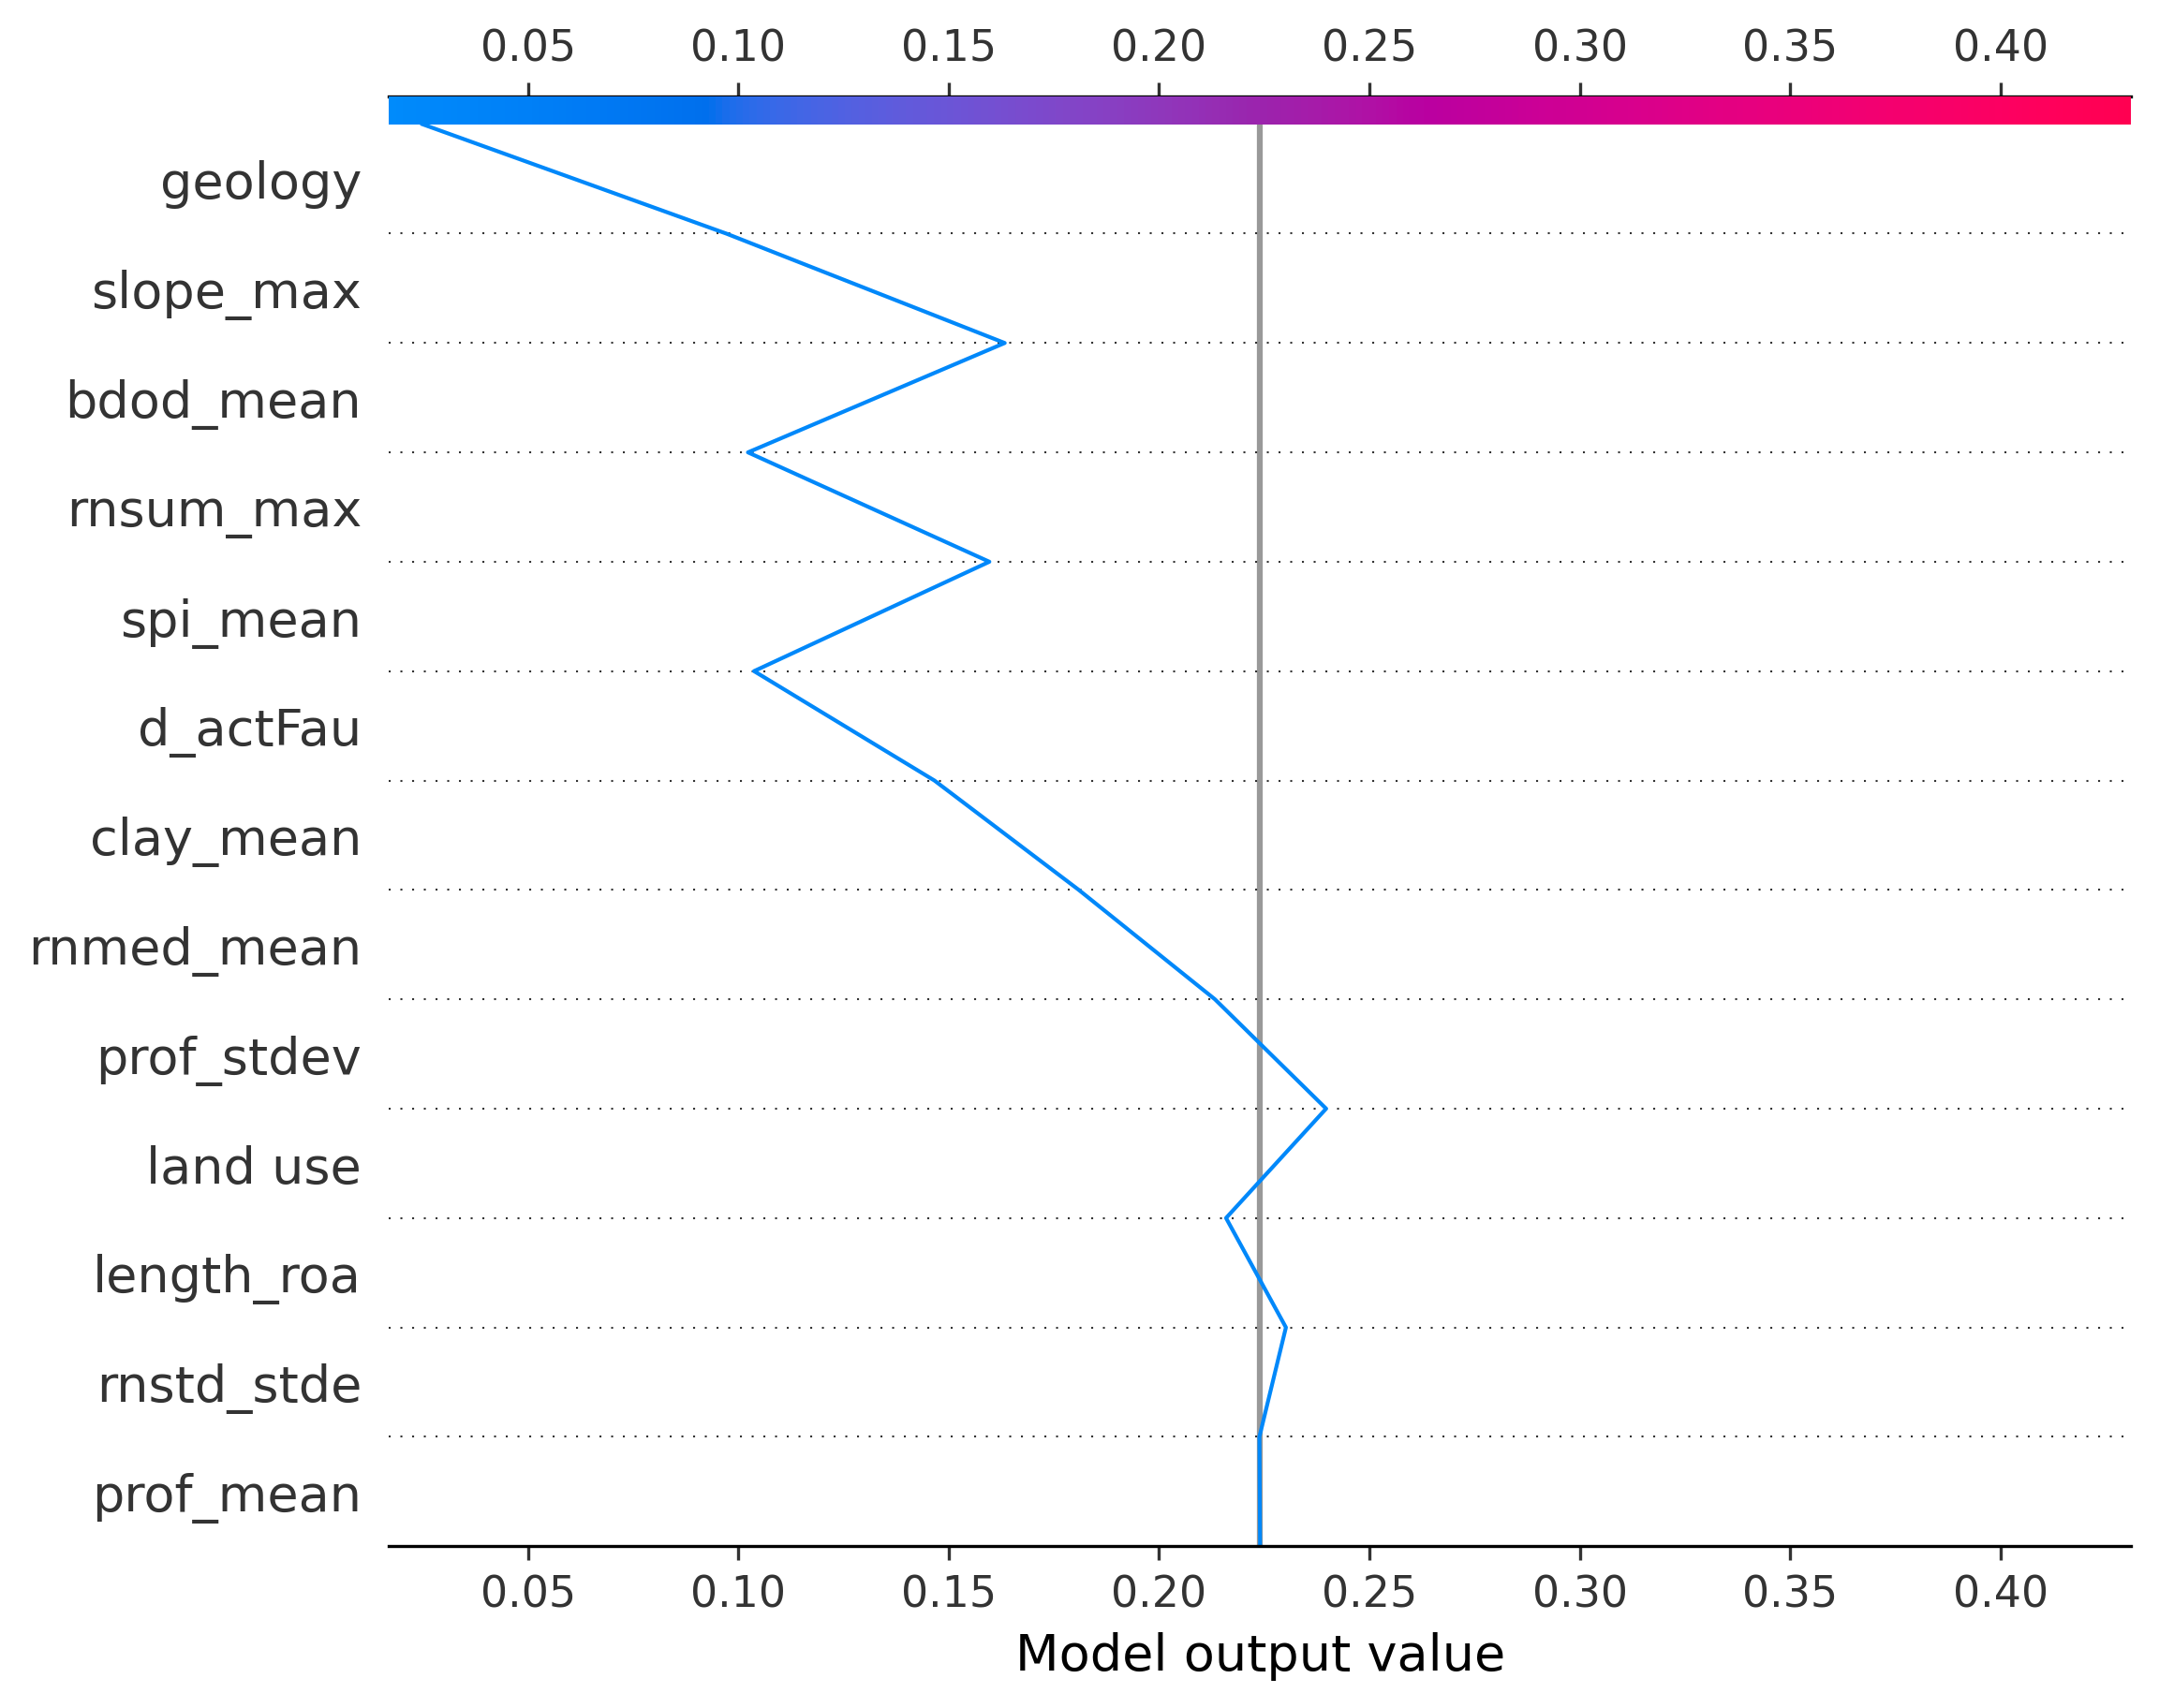 0.05 0.10 0.15 0.20 0.25 0.30 0.35 0.40
geology
slope_max
bdod_mean
rnsum_max
spi_mean
d_actFau
clay_mean
rnmed_mean
prof_stdev
land use
length_roa
rnstd_stde
prof_mean
0.05 0.10 0.15 0.20 0.25 0.30 0.35 0.40
Model output value